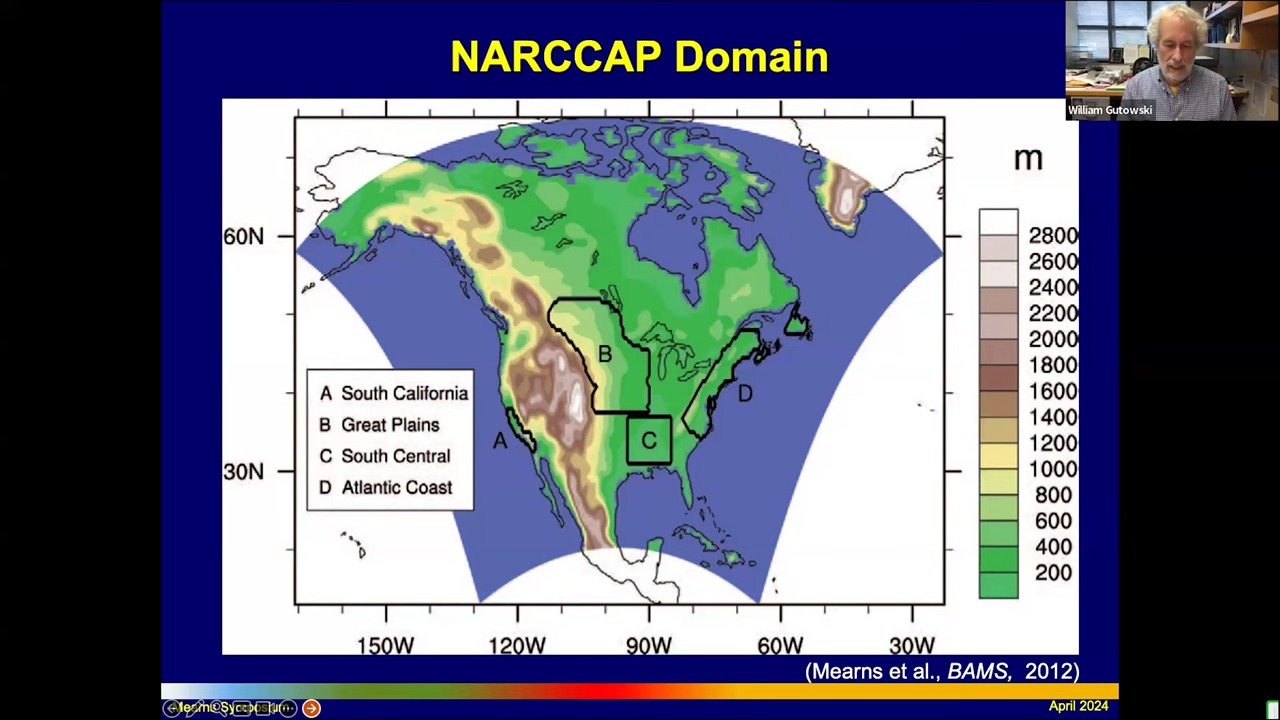 NARCCAP Domain
William Gutowski
m
60N
30N
A South California
B Great Plains
C South Central
D Atlantic Coast
A
B
C
D
2800
2600
2400
2200
2000
1800
1600
1400
1200
1000
800
600
400
200
150W 120W 90W 60W 30W
(Mearns et al., BAMS, 2012)
Mearns Symposium
April 2024